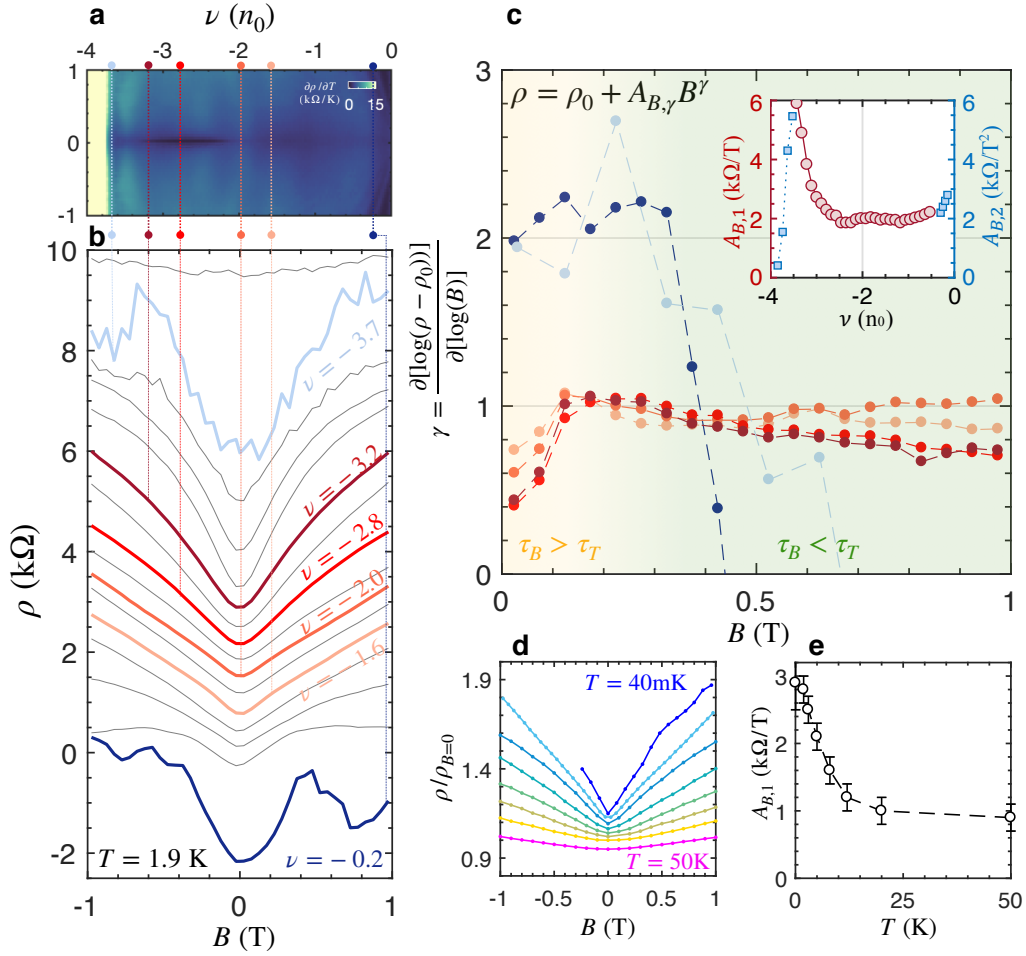 a
ν (n0)
-4 -3 -2 -1 0
1
0
-1
∂ρ/∂T
(kΩ/K) 0 15
b
10
8
6
4
2
0
-2
ρ (kΩ)
ν = − 3.7
ν = − 3.2
ν = − 2.8
ν = − 2.0
ν = − 1.6
T = 1.9 K ν = − 0.2
-1 0 1
B (T)
c
3
2
1
0
γ = ∂[log(ρ − ρ0))] / ∂[log(B)]
ρ = ρ0 + AB,γBγ
6
4
2
0
AB,1 (kΩ/T)
6
4
2
0
AB,2 (kΩ/T2)
-4 -2 0
ν (n0)
τB > τT τB < τT
0 0.5 1
B (T)
d
1.9
1.4
0.9
ρ/ρB=0
T = 40mK
T = 50K
-1 -0.5 0 0.5 1
B (T)
e
3
2
1
0
AB,1 (kΩ/T)
0 25 50
T (K)